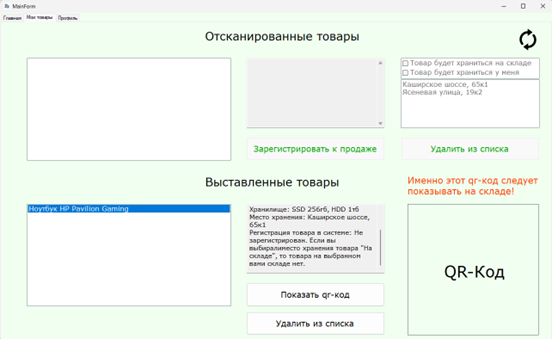 MainForm
Главная Мои товары Профиль
Отсканированные товары
Товар будет храниться на складе
Товар будет храниться у меня
Каширское шоссе, 65к1
Ясеневая улица, 19к2
Зарегистрировать к продаже
Удалить из списка
Выставленные товары
Именно этот qr-код следует
показывать на складе!
Ноутбук HP Pavilion Gaming
Хранилище: SSD 256гб, HDD 1тб
Место хранения: Каширское шоссе,
65к1
Регистрация товара в системе: Не
зарегистрирован. Если вы
выбиралиместо хранения товара "На
складе", то товара на выбранном
вами складе нет.
QR-Код
Показать qr-код
Удалить из списка